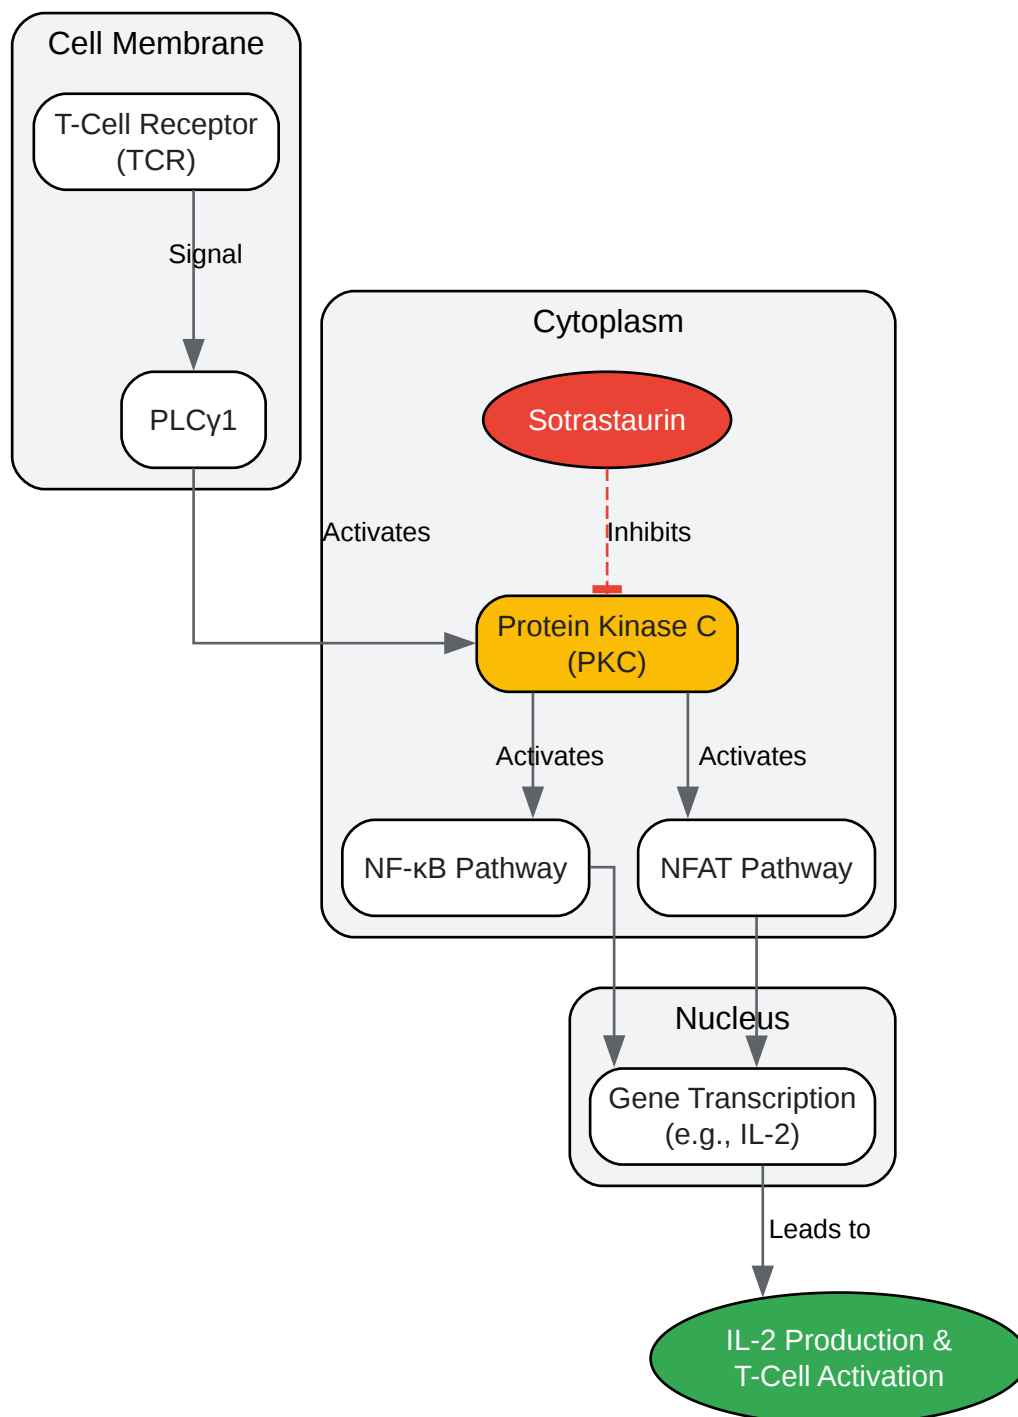 Cell Membrane
T-Cell Receptor
(TCR)
Signal
PLCγ1
Cytoplasm
Sotrastaurin
Activates
Inhibits
Protein Kinase C
(PKC)
Activates
Activates
NF-κB Pathway
NFAT Pathway
Nucleus
Gene Transcription
(e.g., IL-2)
Leads to
IL-2 Production &
T-Cell Activation